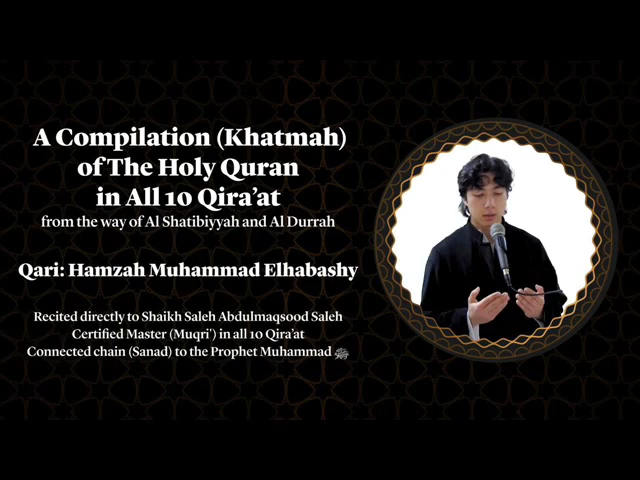 A Compilation (Khatmah)
of The Holy Quran
in All 10 Qira’at
from the way of Al Shatibiyyah and Al Durrah
Qari: Hamzah Muhammad Elhabashy
Recited directly to Shaikh Saleh Abdulmaqsood Saleh
Certified Master (Muqri’) in all 10 Qira’at
Connected chain (Sanad) to the Prophet Muhammad ﷺ